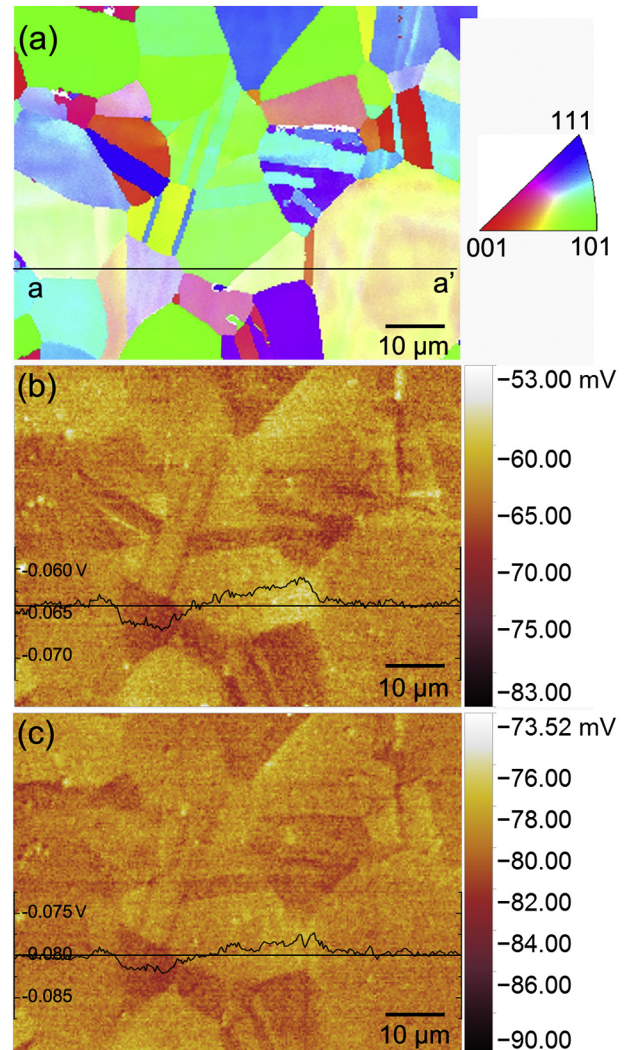 (a)
111
001
101
a
a'
10 μm
(b)
−53.00 mV
−60.00
−65.00
−70.00
−75.00
−83.00
-0.060 V
-0.065
-0.070
10 μm
(c)
−73.52 mV
−76.00
−78.00
−80.00
−82.00
−84.00
−86.00
−90.00
-0.075V
-0.080
-0.085
10 μm